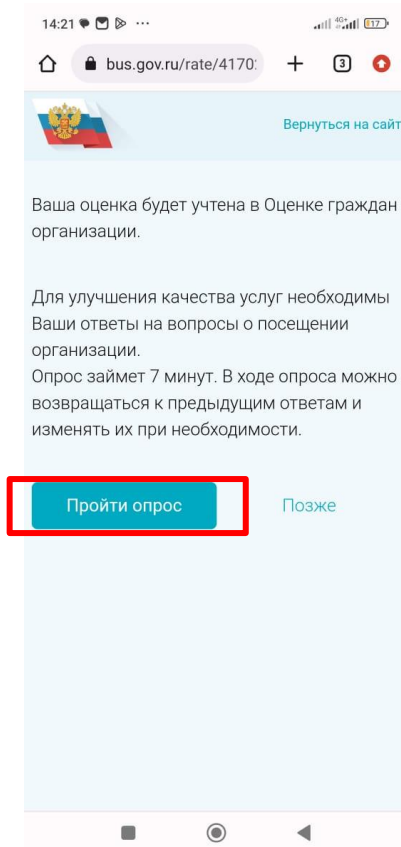 14:21
4G+
17
bus.gov.ru/rate/4170
3
Вернуться на сайт
Ваша оценка будет учтена в Оценке граждан
организации.
Для улучшения качества услуг необходимы
Ваши ответы на вопросы о посещении
организации.
Опрос займет 7 минут. В ходе опроса можно
возвращаться к предыдущим ответам и
изменять их при необходимости.
Пройти опрос
Позже